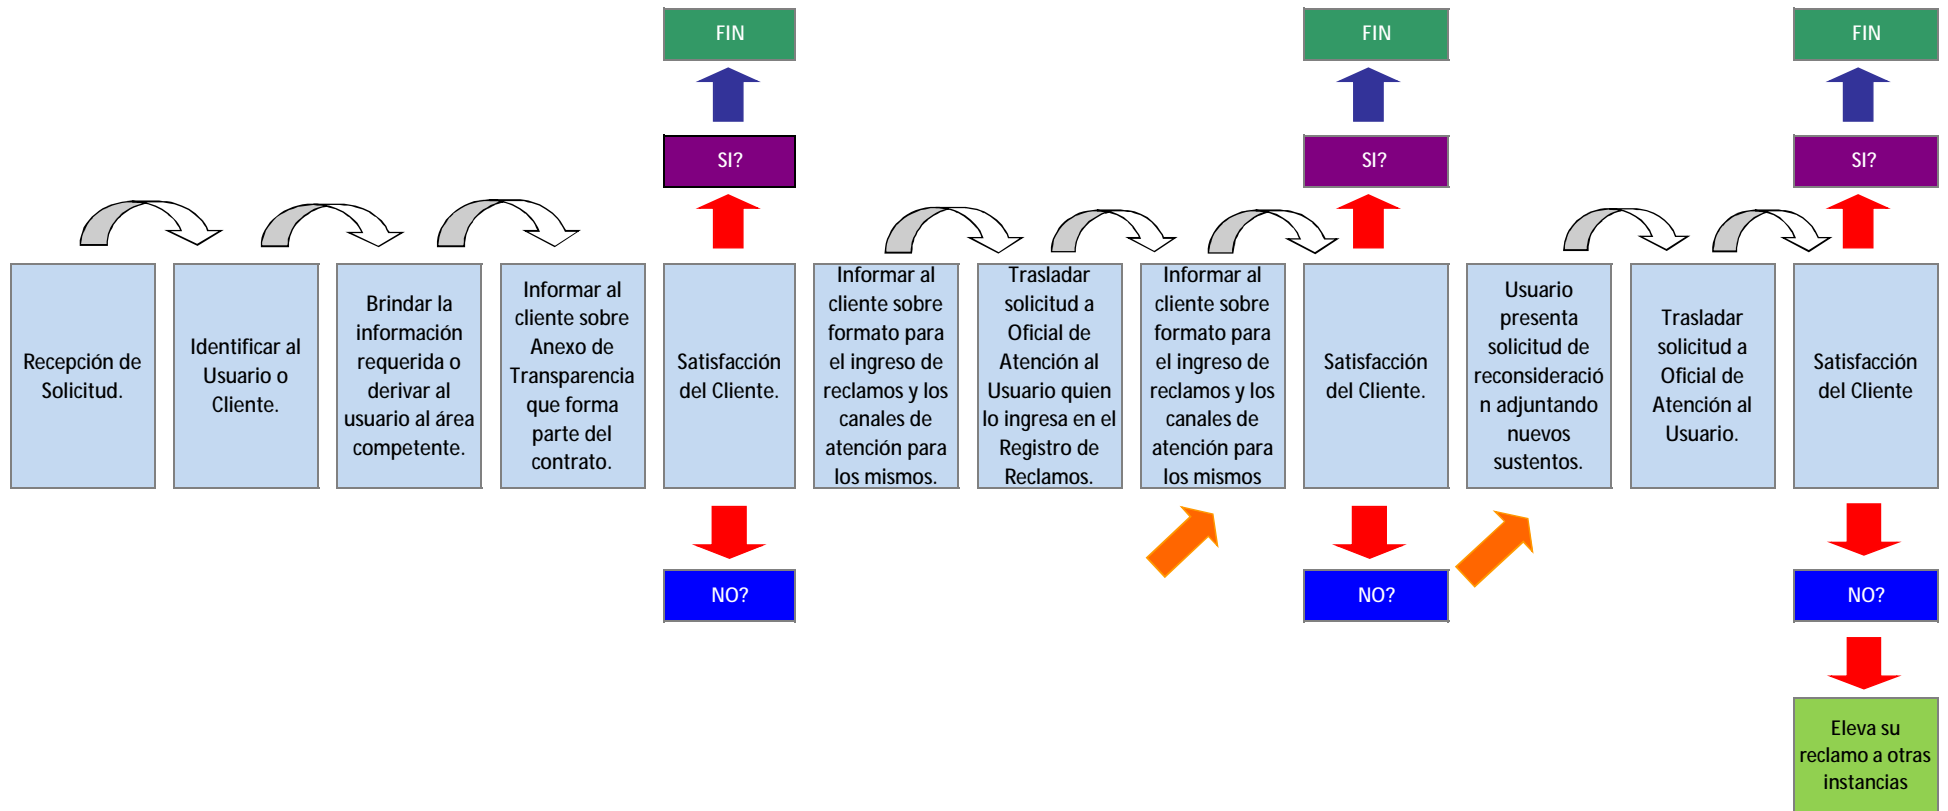 FIN
FIN
FIN
SI?
SI?
SI?
Recepción de
Solicitud.
Identificar al
Usuario o
Cliente.
Brindar la
información
requerida o
derivar al
usuario al área
competente.
Informar al
cliente sobre
Anexo de
Transparencia
que forma
parte del
contrato.
Satisfacción
del Cliente.
Informar al
cliente sobre
formato para
el ingreso de
reclamos y los
canales de
atención para
los mismos.
Trasladar
solicitud a
Oficial de
Atención al
Usuario quien
lo ingresa en el
Registro de
Reclamos.
Informar al
cliente sobre
formato para
el ingreso de
reclamos y los
canales de
atención para
los mismos
Satisfacción
del Cliente.
Usuario
presenta
solicitud de
reconsideració
n adjuntando
nuevos
sustentos.
Trasladar
solicitud a
Oficial de
Atención al
Usuario.
Satisfacción
del Cliente
NO?
NO?
NO?
Eleva su
reclamo a otras
instancias